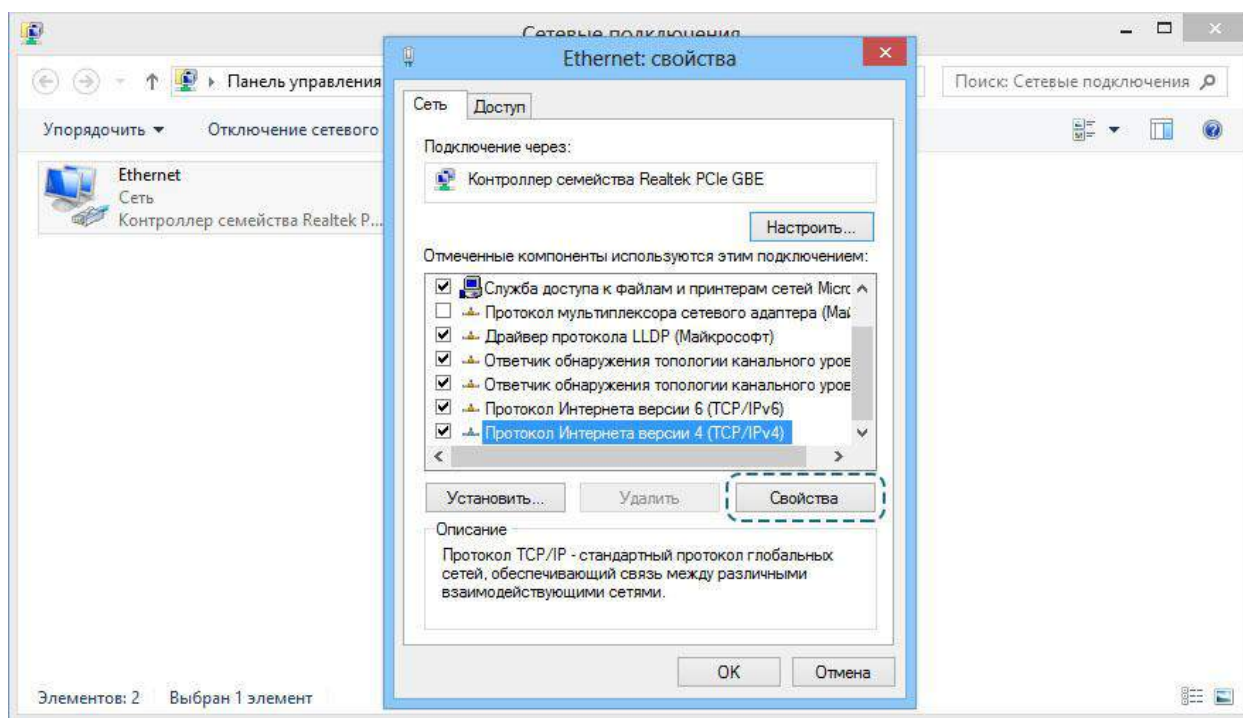 Сетевые подключения
Ethernet: свойства
Панель управления
Поиск: Сетевые подключения
Сеть
Доступ
Упорядочить
Отключение сетевого
Подключение через:
Контроллер семейства Realtek PCIe GBE
Ethernet
Сеть
Контроллер семейства Realtek P...
Настроить...
Отмеченные компоненты используются этим подключением:
Служба доступа к файлам и принтерам сетей Micr
Протокол мультиплексора сетевого адаптера (Май
Драйвер протокола LLDP (Майкрософт)
Ответчик обнаружения топологии канального уров
Ответчик обнаружения топологии канального уров
Протокол Интернета версии 6 (TCP/IPv6)
Протокол Интернета версии 4 (TCP/IPv4)
Установить...
Удалить
Свойства
Описание
Протокол TCP/IP - стандартный протокол глобальных
сетей, обеспечивающий связь между различными
взаимодействующими сетями.
OK
Отмена
Элементов: 2
Выбран 1 элемент